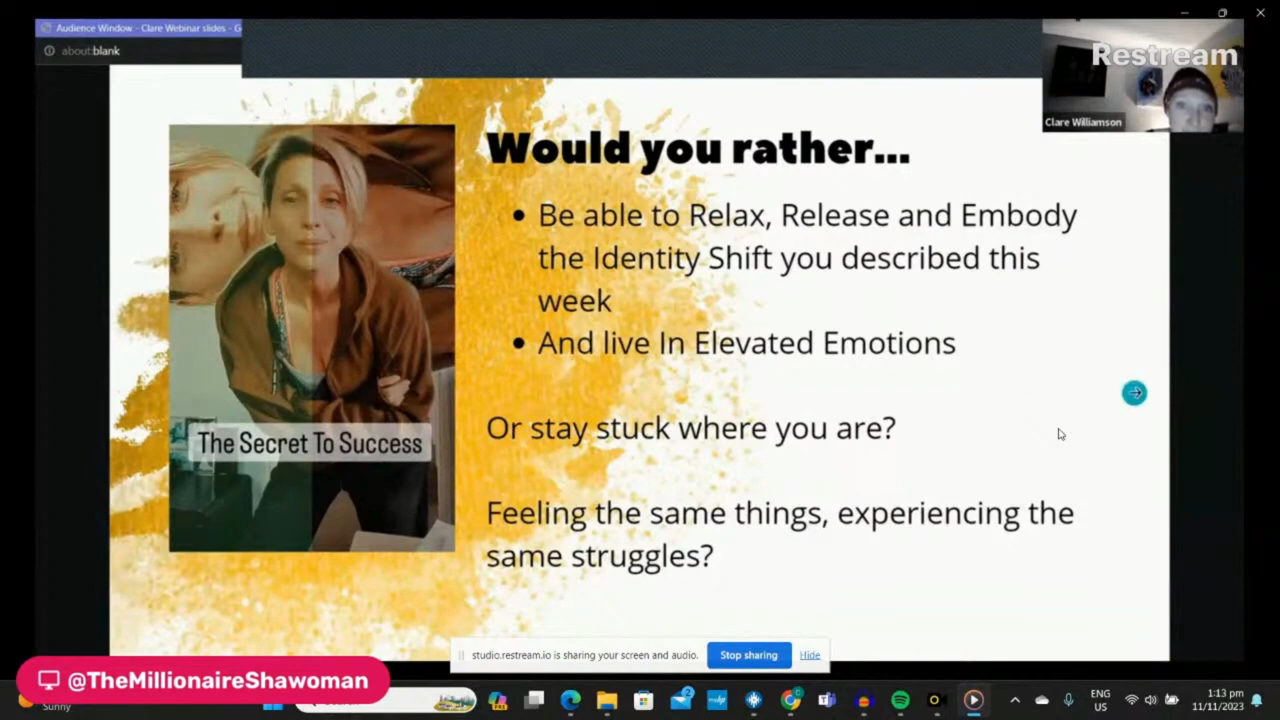 Audience Window - Clare Webinar slides - G
about:blank
Restream
Clare Williamson
Would you rather...
• Be able to Relax, Release and Embody
the Identity Shift you described this
week
• And live In Elevated Emotions
The Secret To Success
Or stay stuck where you are?
Feeling the same things, experiencing the
same struggles?
studio.restream.io is sharing your screen and audio.
Stop sharing
Hide
@TheMillionaireShawoman
Sunny
2
ENG
US
1:13 pm
11/11/2023